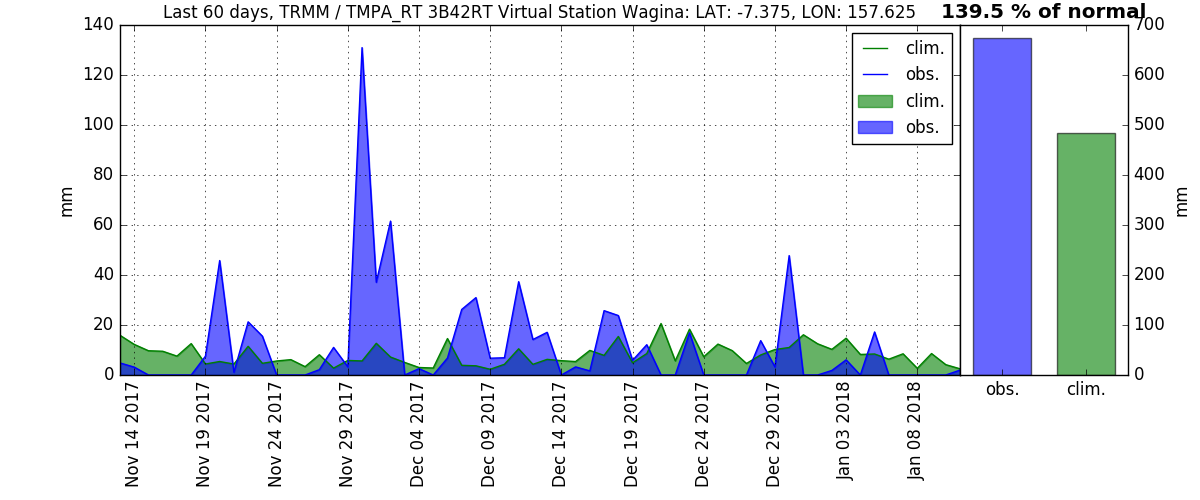 Last 60 days, TRMM / TMPA_RT 3B42RT Virtual Station Wagina: LAT: -7.375, LON: 157.625
139.5 % of normal
140
120
100
80
60
40
20
0
mm
clim.
obs.
clim.
obs.
Nov 14 2017
Nov 19 2017
Nov 24 2017
Nov 29 2017
Dec 04 2017
Dec 09 2017
Dec 14 2017
Dec 19 2017
Dec 24 2017
Dec 29 2017
Jan 03 2018
Jan 08 2018
700
600
500
400
300
200
100
0
mm
obs.
clim.